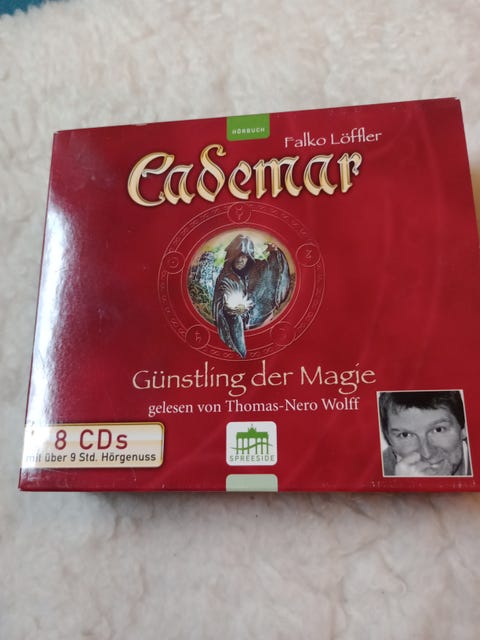 HÖRBUCH
Falko Löffler
Cademar
Günstling der Magie
gelesen von Thomas-Nero Wolff
8 CDs
mit über 9 Std. Hörgenuss
SPREESIDE